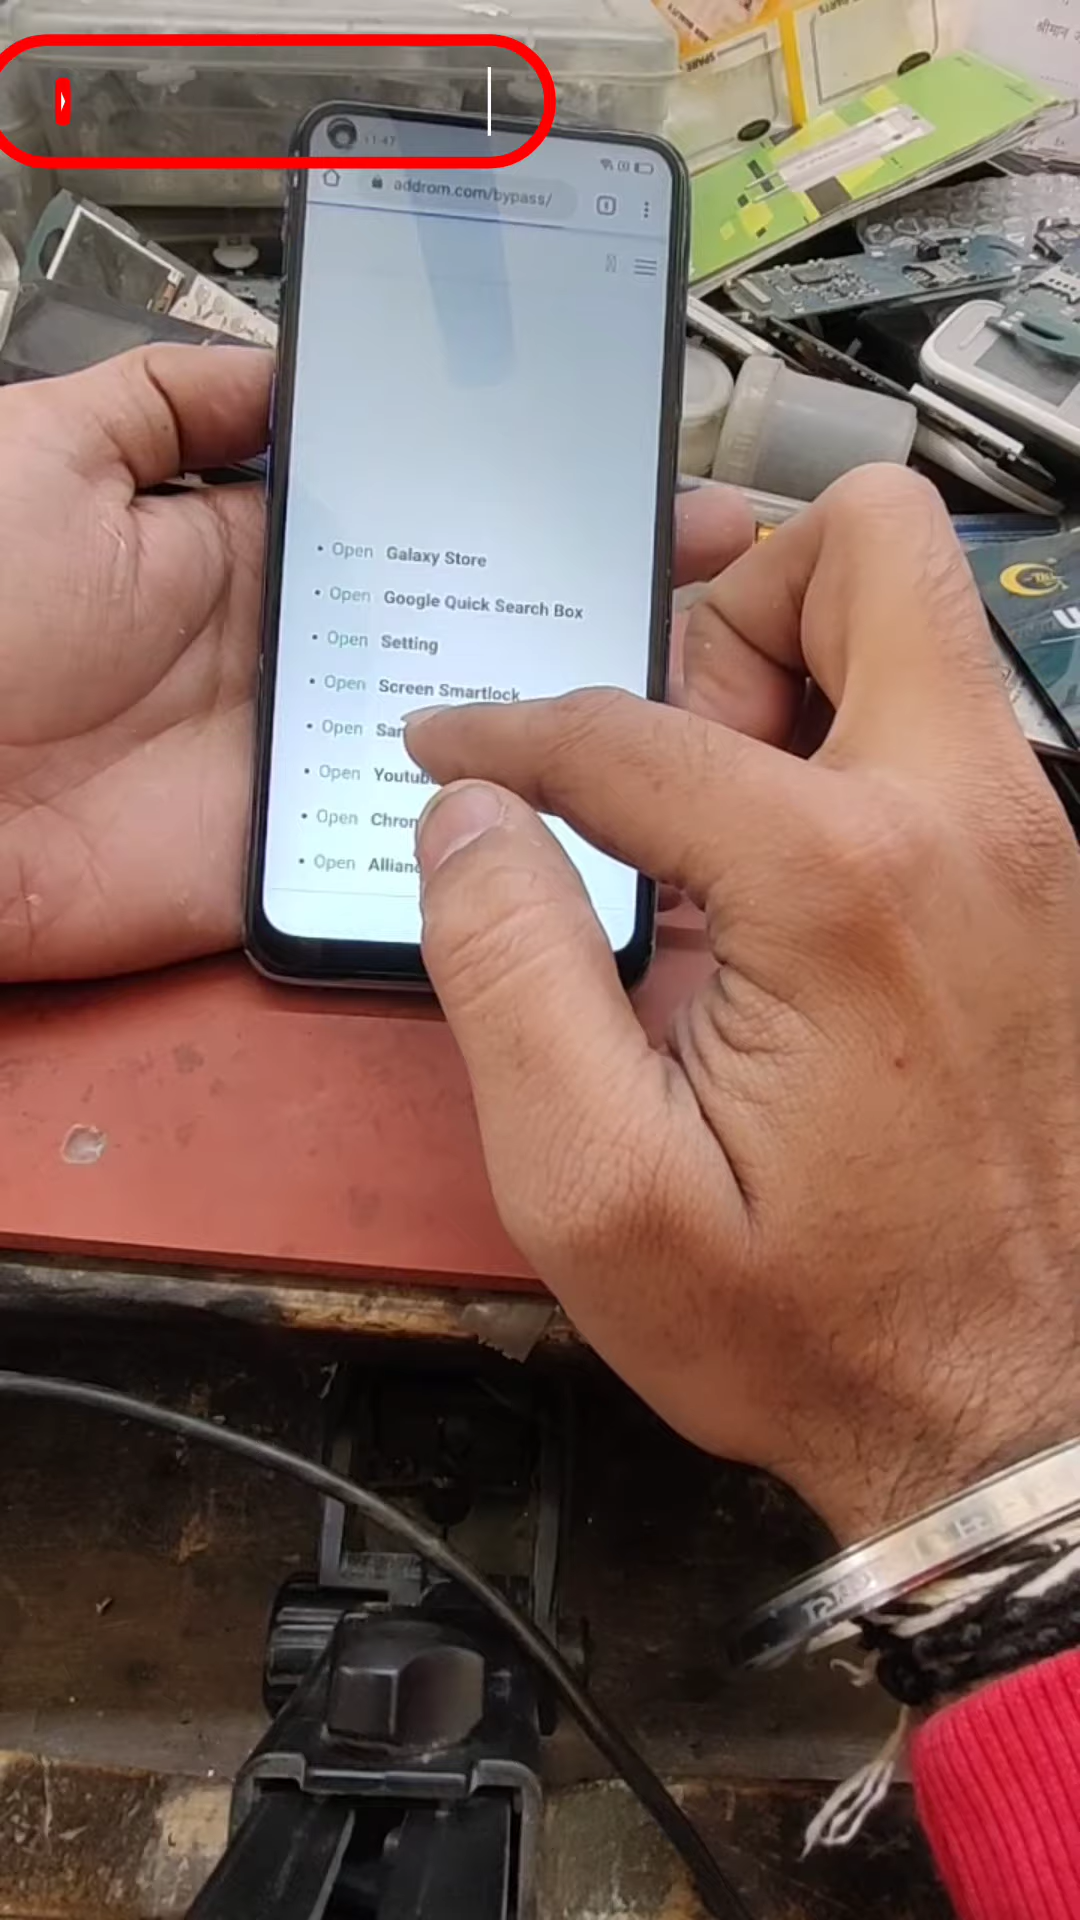 11:47
addrom.com/bypass/
• Open Galaxy Store
• Open Google Quick Search Box
• Open Setting
• Open Screen Smartlock
• Open
• Open
• Open
• Open
SPARE
श्रीमान